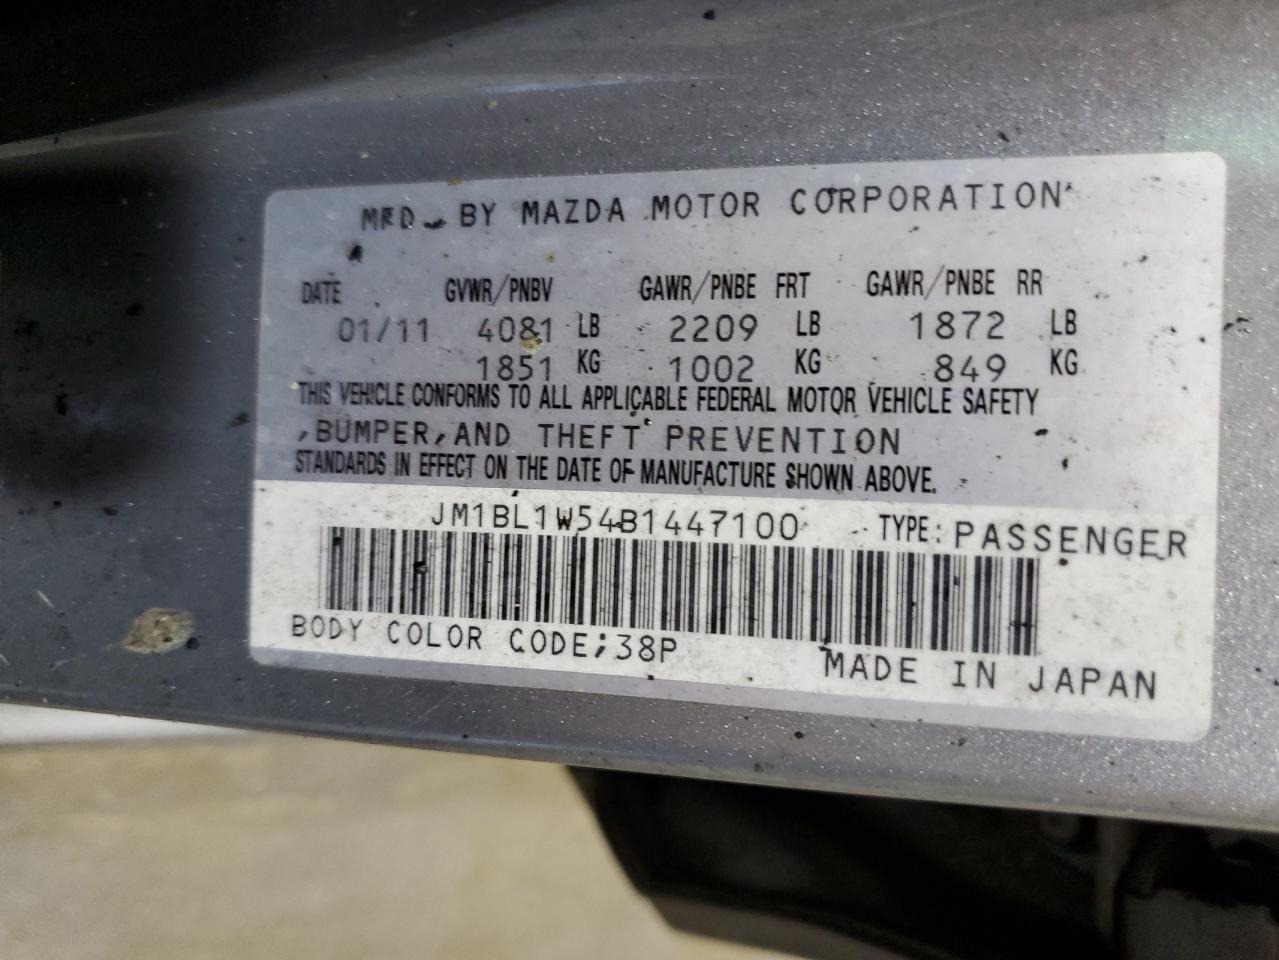 MFD. BY MAZDA MOTOR CORPORATION
DATE GVWR/PNBV GAWR/PNBE FRT GAWR/PNBE RR
01/11 4081 LB 2209 LB 1872 LB
1851 KG 1002 KG 849 KG
THIS VEHICLE CONFORMS TO ALL APPLICABLE FEDERAL MOTOR VEHICLE SAFETY
,BUMPER,AND THEFT PREVENTION
STANDARDS IN EFFECT ON THE DATE OF MANUFACTURE SHOWN ABOVE.
JM1BL1W54B1447100 TYPE: PASSENGER
BODY COLOR CODE;38P
MADE IN JAPAN